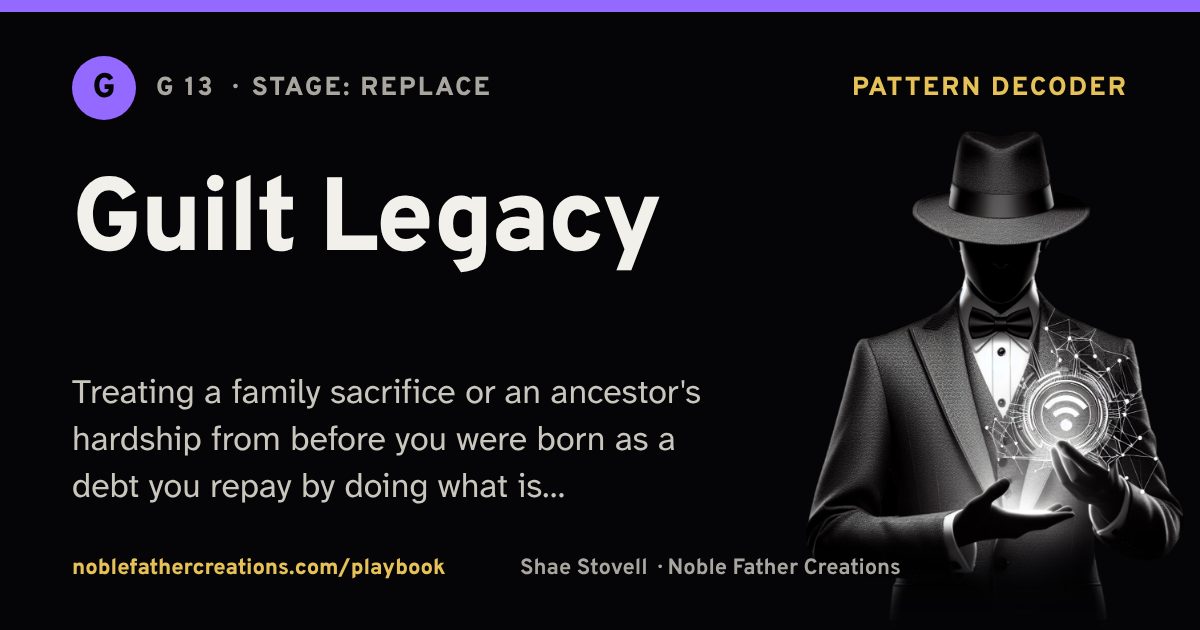 G
G 13 · STAGE: REPLACE
PATTERN DECODER
Guilt Legacy
Treating a family sacrifice or an ancestor's
hardship from before you were born as a
debt you repay by doing what is...
noblefathercreations.com/playbook
Shae Stovell · Noble Father Creations